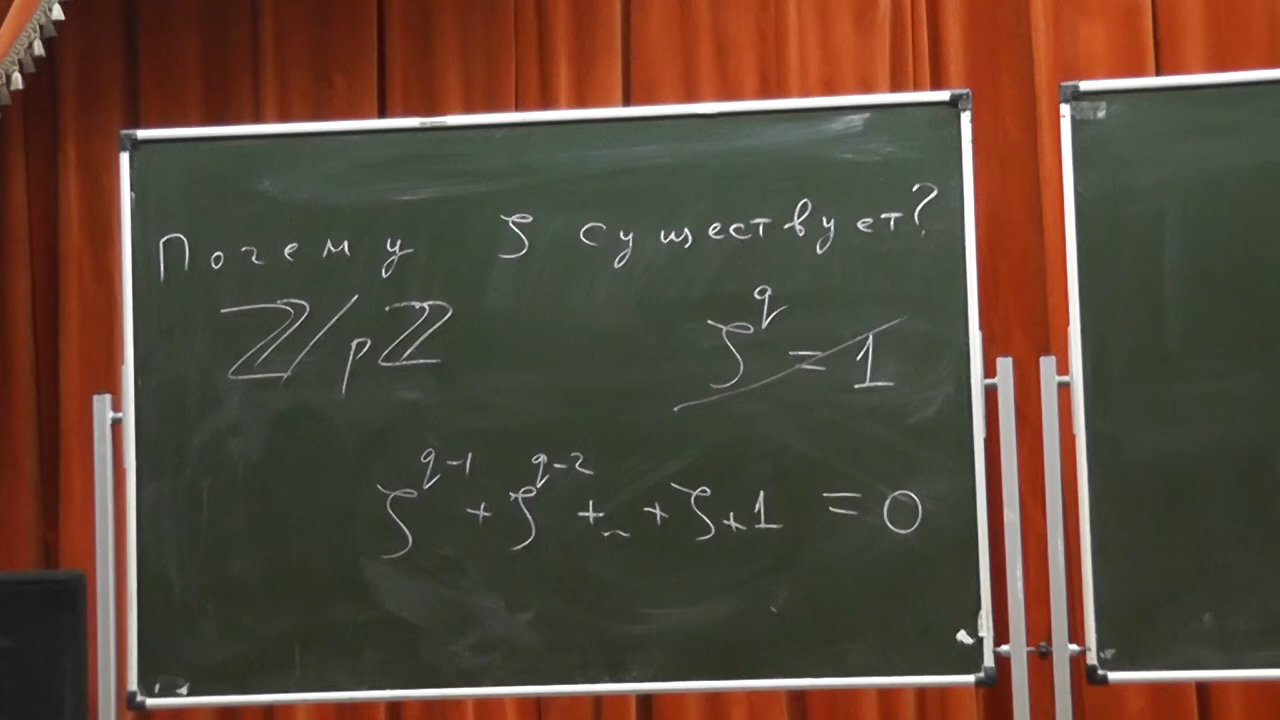 Почему ζ существует?
ℤ/pℤ ζ^q = 1
ζ^{q-1} + ζ^{q-2} + ... + ζ + 1 = 0